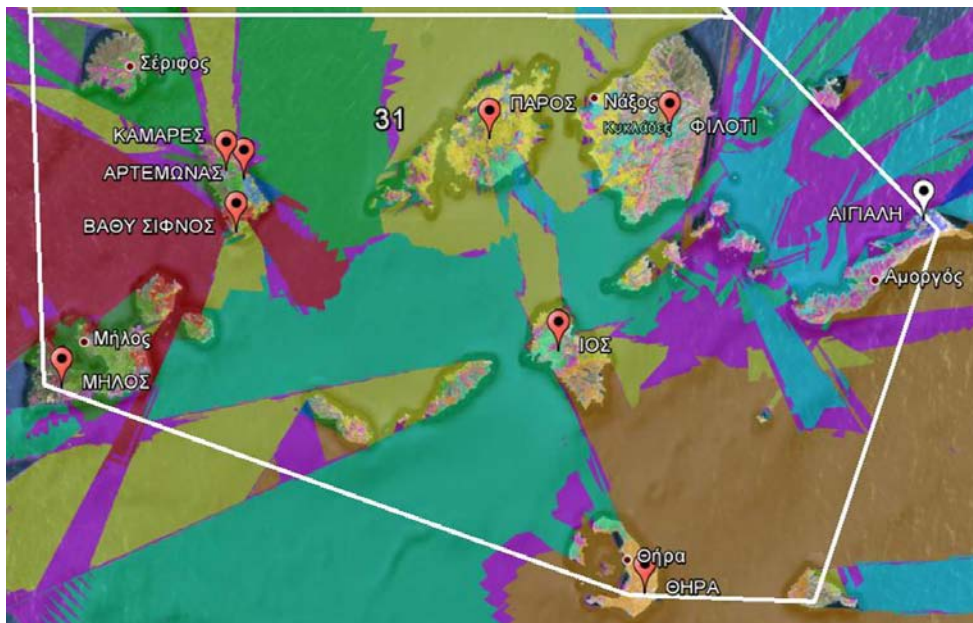 Σέριφος
31
ΠΑΡΟΣ
Νάξος
Κυκλάδες
ΦΙΛΟΤΙ
ΚΑΜΑΡΕΣ
ΑΡΤΕΜΩΝΑΣ
ΒΑΘΥ ΣΙΦΝΟΣ
ΑΙΓΙΑΛΗ
Αμοργός
Μήλος
ΜΗΛΟΣ
ΙΟΣ
Θήρα
ΘΗΡΑ